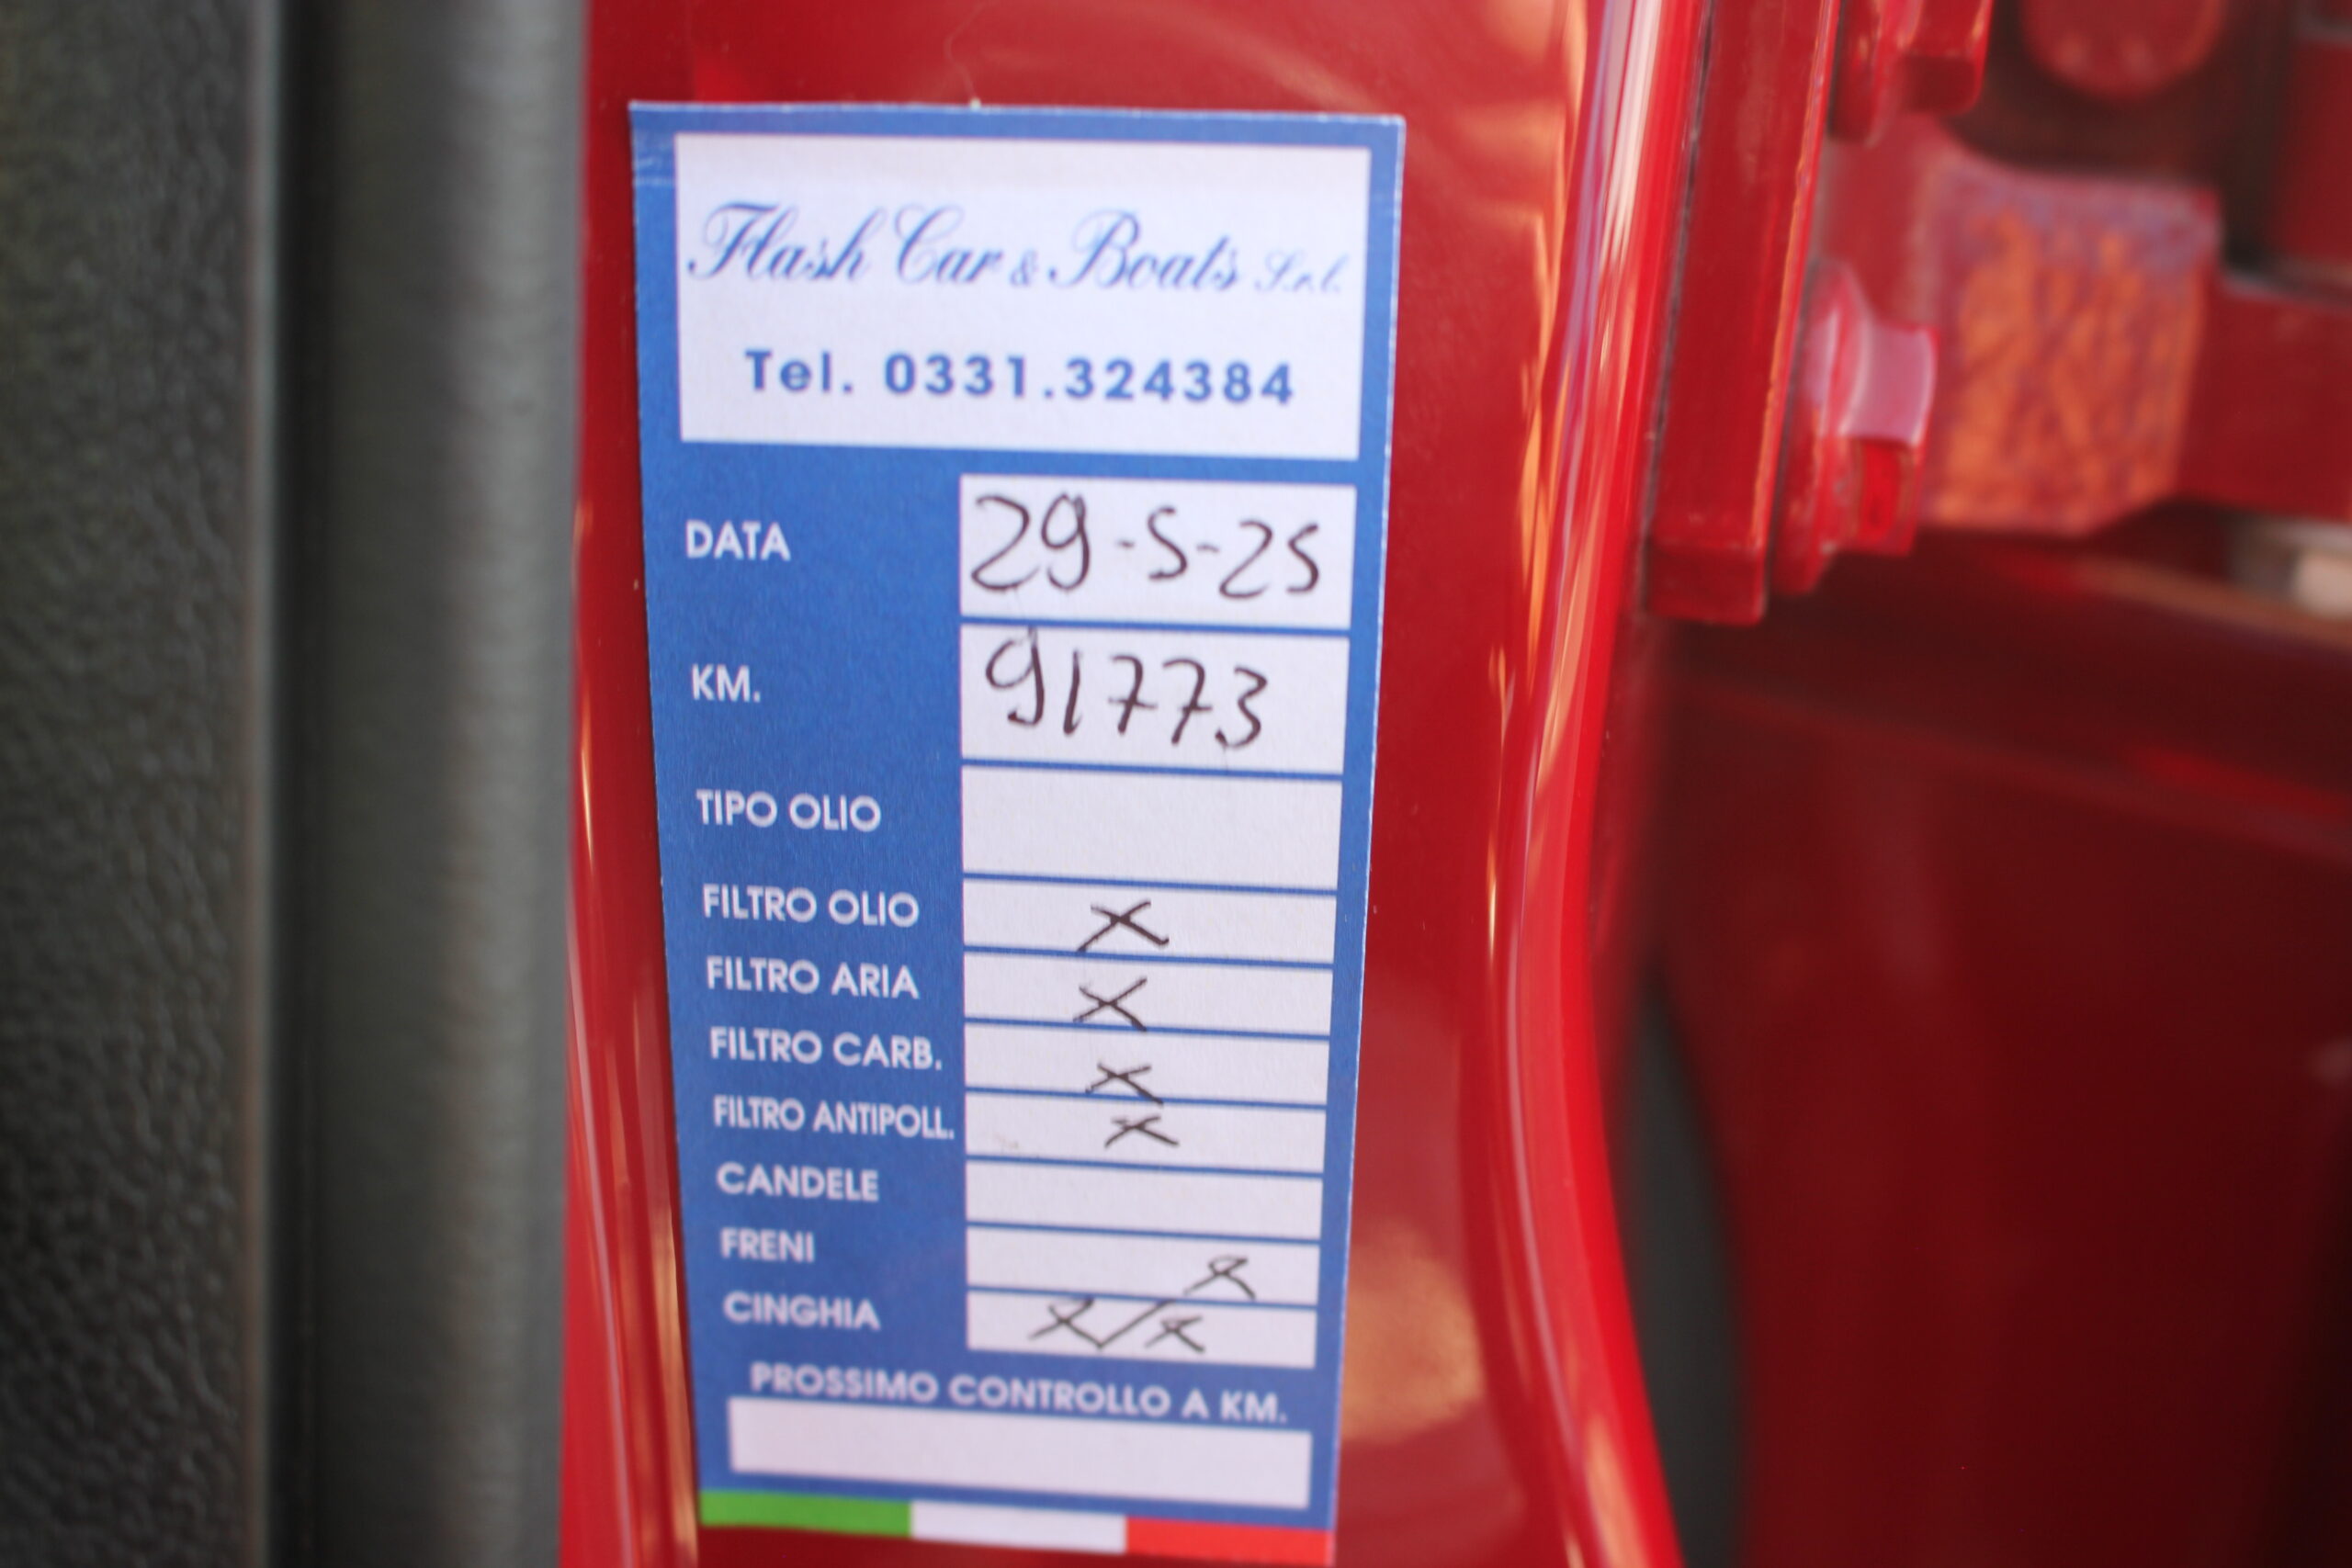 Flash Car & Boats S.r.l.
Tel. 0331.324384
DATA 29-5-25
KM. 91773
TIPO OLIO
FILTRO OLIO X
FILTRO ARIA X
FILTRO CARB. X
FILTRO ANTIPOLL. X
CANDELE
FRENI
CINGHIA
PROSSIMO CONTROLLO A KM.